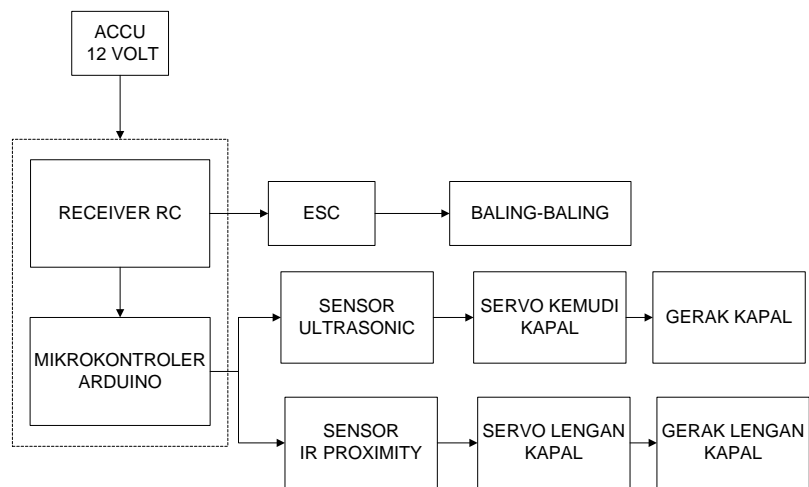 ACCU
12 VOLT
RECEIVER RC
ESC
BALING-BALING
SENSOR
ULTRASONIC
SERVO KEMUDI
KAPAL
GERAK KAPAL
MIKROKONTROLER
ARDUINO
SENSOR
IR PROXIMITY
SERVO LENGAN
KAPAL
GERAK LENGAN
KAPAL